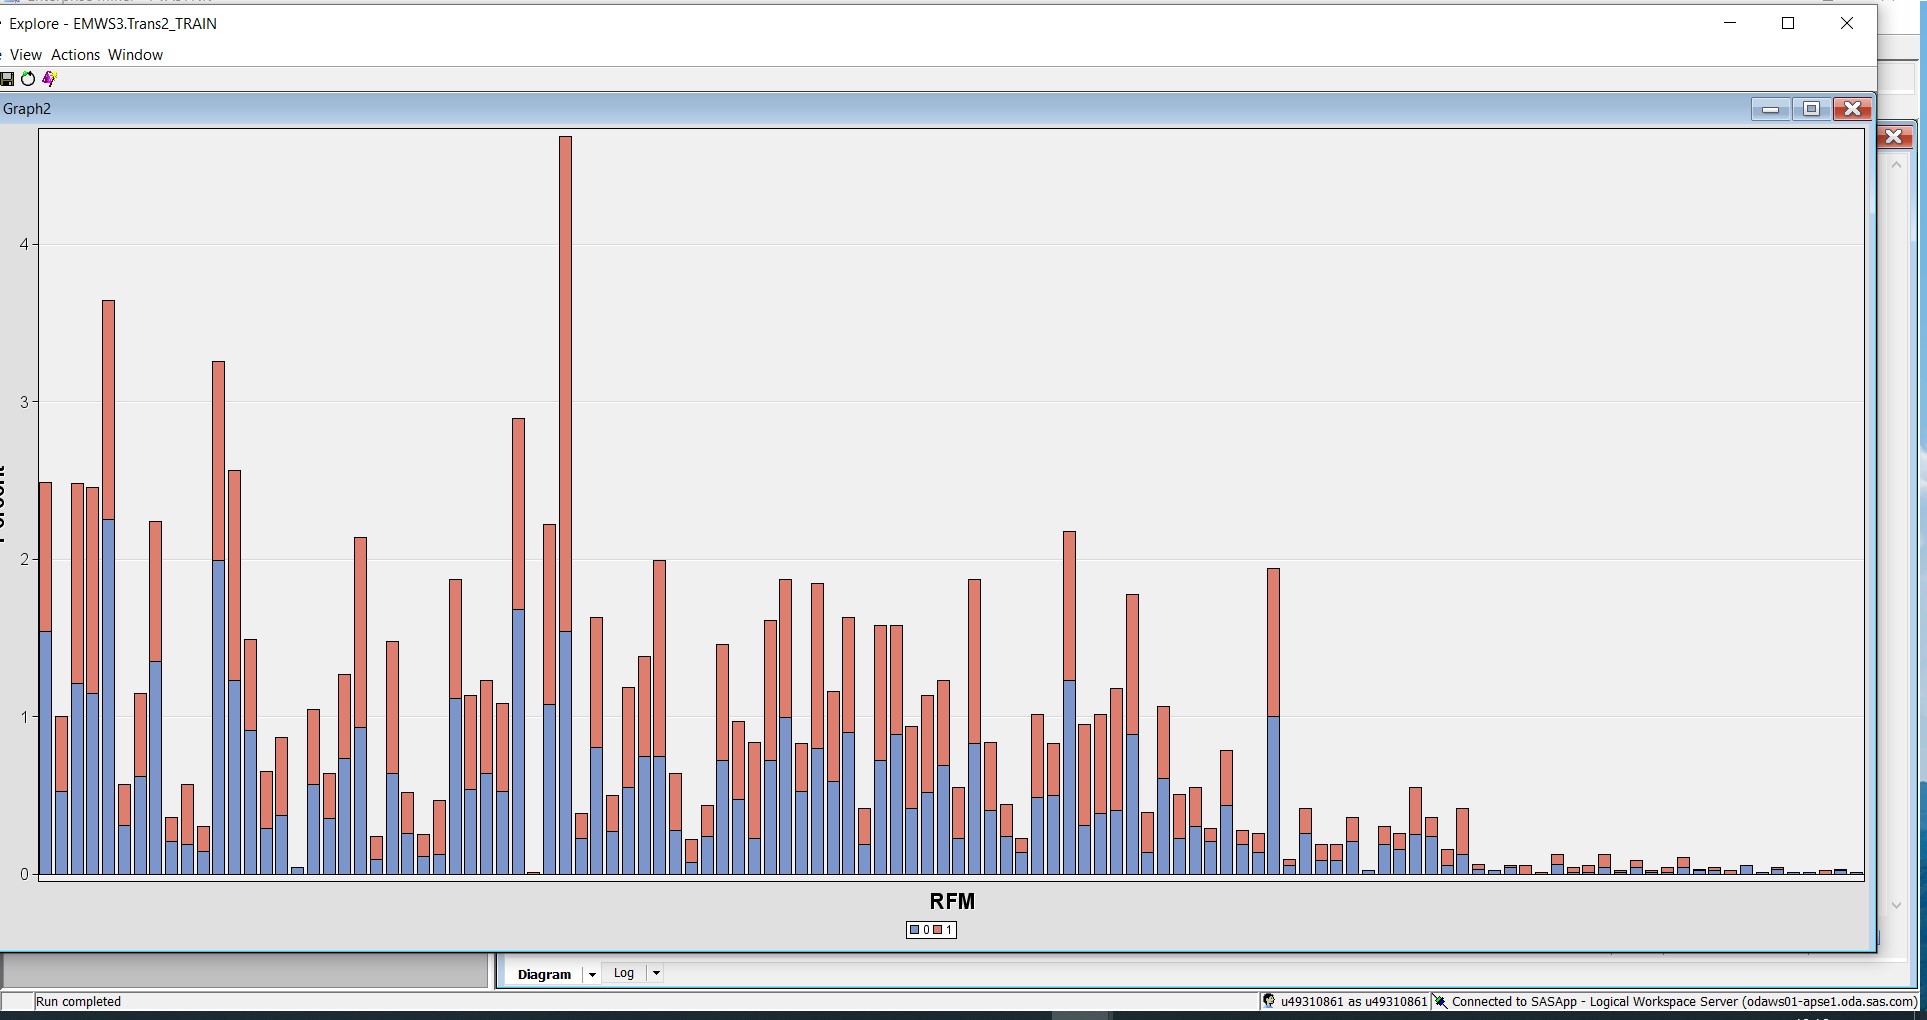 Explore - EMWS3.Trans2_TRAIN
View Actions Window
Graph2
4
3
2
1
0
RFM
0 1
Diagram Log
Run completed
u49310861 as u49310861 Connected to SASApp - Logical Workspace Server (odaws01-apse1.oda.sas.com)